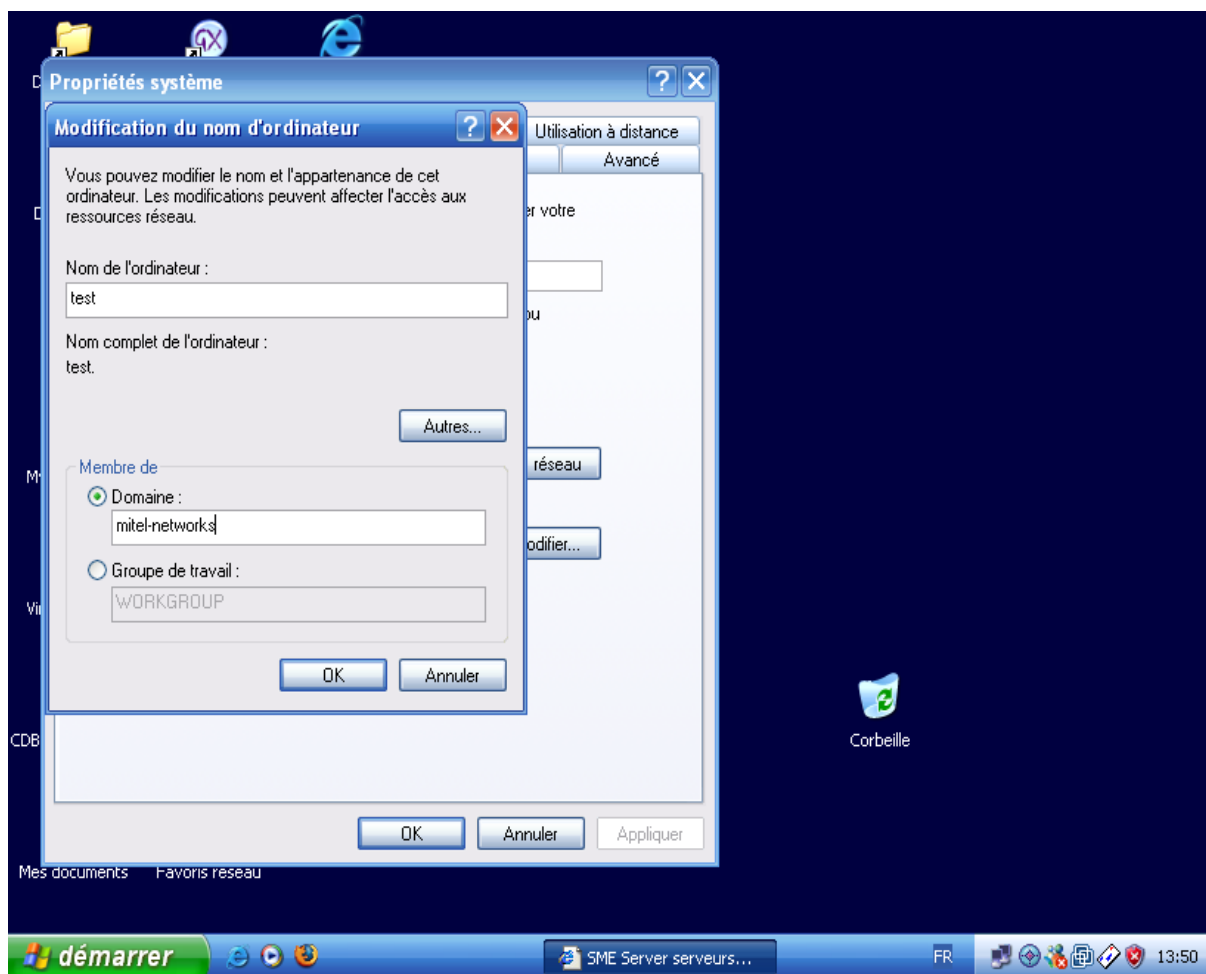 Propriétés système
Modification du nom d'ordinateur
Utilisation à distance
Avancé
Vous pouvez modifier le nom et l'appartenance de cet
ordinateur. Les modifications peuvent affecter l'accès aux
ressources réseau.
er votre
Nom de l'ordinateur :
test
ou
Nom complet de l'ordinateur :
test.
Autres...
Membre de
réseau
Domaine :
mitel-networks
odifier...
Groupe de travail :
WORKGROUP
OK
Annuler
Corbeille
CDB
OK
Annuler
Appliquer
Mes documents
Favoris réseau
démarrer
SME Server serveurs...
FR
13:50